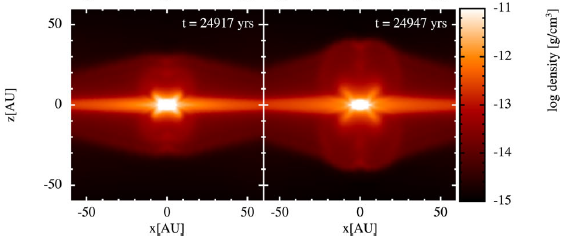 t = 24917 yrs
t = 24947 yrs
50
0
-50
z[AU]
-50
0
50
-50
0
50
x[AU]
x[AU]
-11
-12
-13
-14
-15
log density [g/cm³]